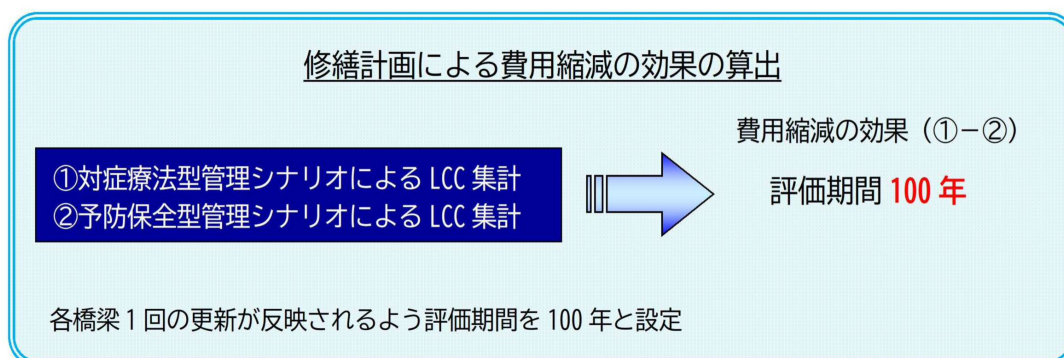 修繕計画による費用縮減の効果の算出
①対症療法型管理シナリオによる LCC 集計
②予防保全型管理シナリオによる LCC 集計
費用縮減の効果（①－②）
評価期間 100 年
各橋梁 1 回の更新が反映されるよう評価期間を 100 年と設定